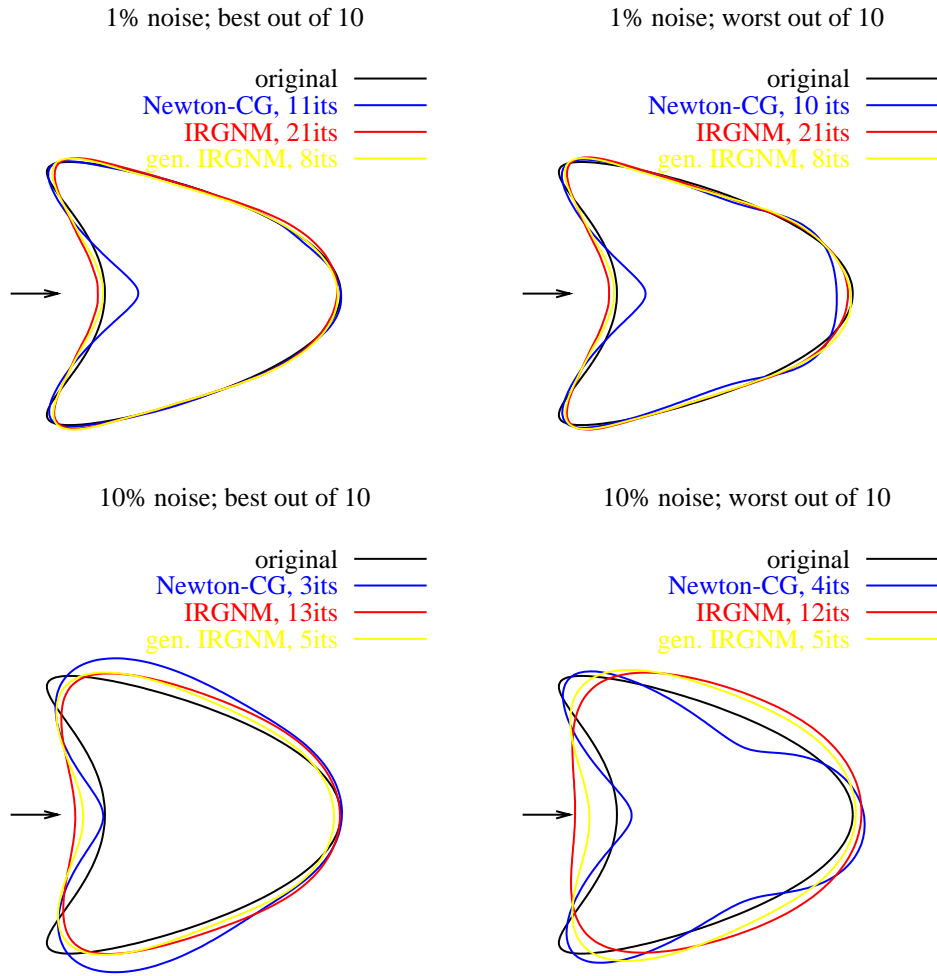 1% noise; best out of 10
original
Newton-CG, 11its
IRGNM, 21its
gen. IRGNM, 8its
1% noise; worst out of 10
original
Newton-CG, 10 its
IRGNM, 21its
gen. IRGNM, 8its
10% noise; best out of 10
original
Newton-CG, 3its
IRGNM, 13its
gen. IRGNM, 5its
10% noise; worst out of 10
original
Newton-CG, 4its
IRGNM, 12its
gen. IRGNM, 5its